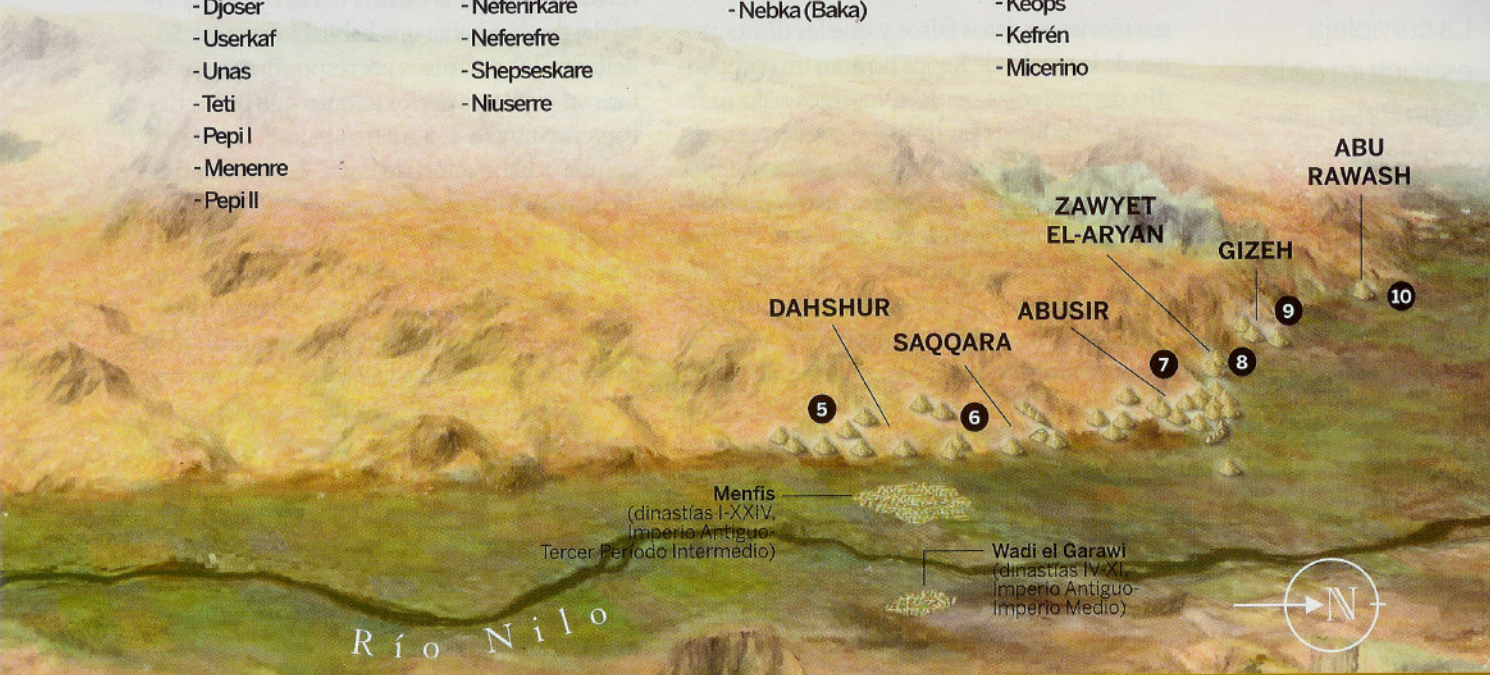 - Djoser
- Userkaf
- Unas
- Teti
- Pepi I
- Menenre
- Pepi II
- Neferirkare
- Neferefre
- Shepseskare
- Niuserre
- Nebka (Baka)
- Keops
- Kefrén
- Micerino
ABU
RAWASH
ZAWYET
EL-ARYAN
GIZEH
DAHSHUR
ABUSIR
SAQQARA
5
6
7
8
9
10
Menfis
(dinastías I-XXIV,
Imperio Antiguo-
Tercer Período Intermedio)
Wadi el Garawi
(dinastías IV-XI,
Imperio Antiguo-
Imperio Medio)
Río Nilo
N